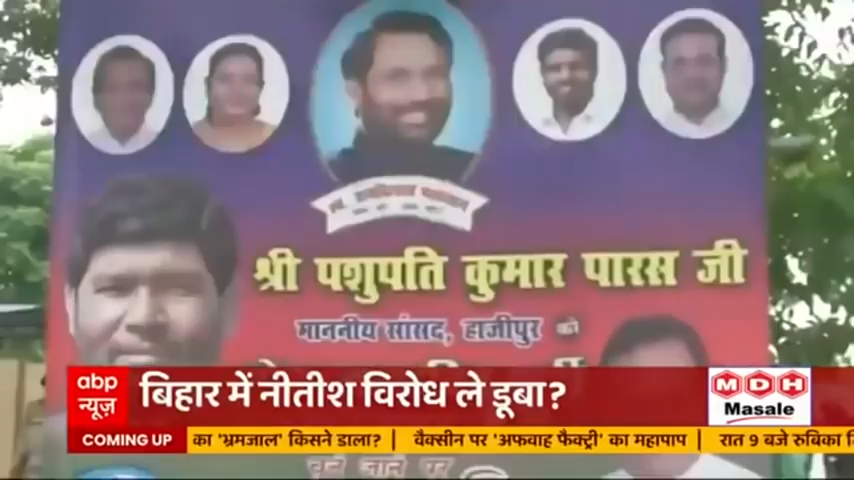 श्री पशुपति कुमार पारस जी
माननीय सांसद, हाजीपुर को
abp न्यूज़
बिहार में नीतीश विरोध ले डूबा?
MDH
Masale
COMING UP
का 'भ्रमजाल' किसने डाला? | वैक्सीन पर 'अफवाह फैक्ट्री' का महापाप | रात 9 बजे रुबिका